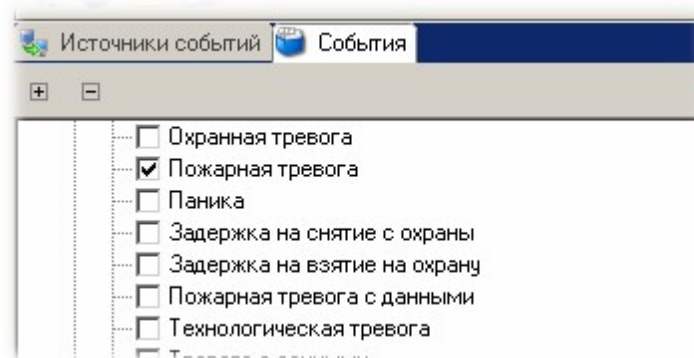 Источники событий События
Охранная тревога
Пожарная тревога
Паника
Задержка на снятие с охраны
Задержка на взятие на охрану
Пожарная тревога с данными
Технологическая тревога